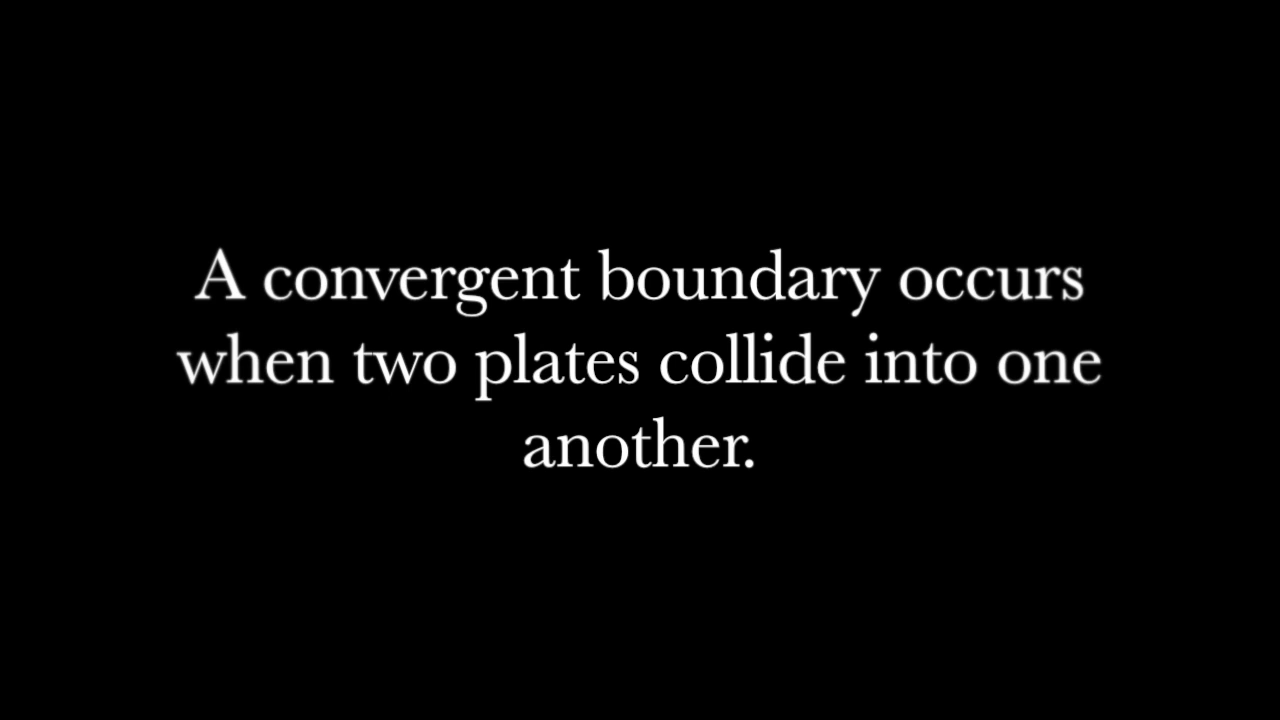 A convergent boundary occurs
when two plates collide into one
another.